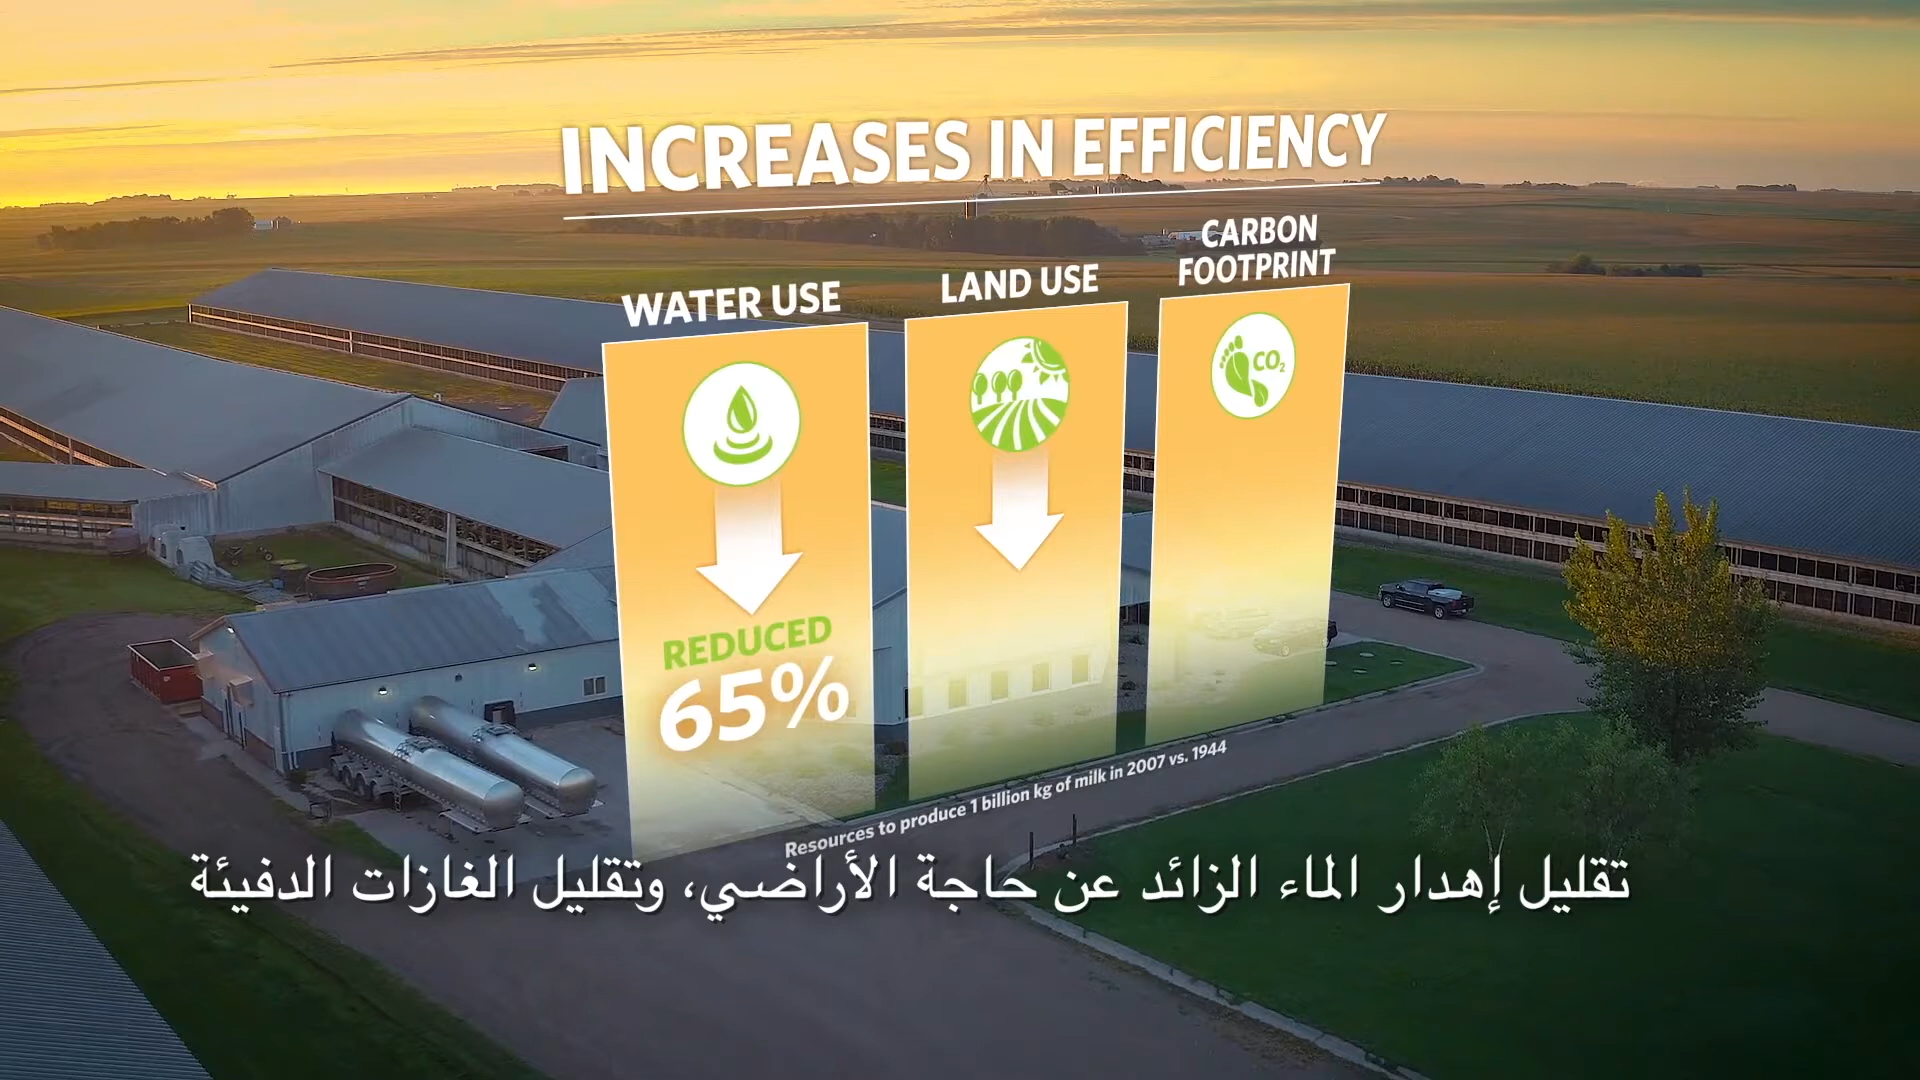 INCREASES IN EFFICIENCY
WATER USE
LAND USE
CARBON
FOOTPRINT
CO₂
REDUCED
65%
Resources to produce 1 billion kg of milk in 2007 vs. 1944
تقليل إهدار الماء الزائد عن حاجة الأراضي، وتقليل الغازات الدفيئة